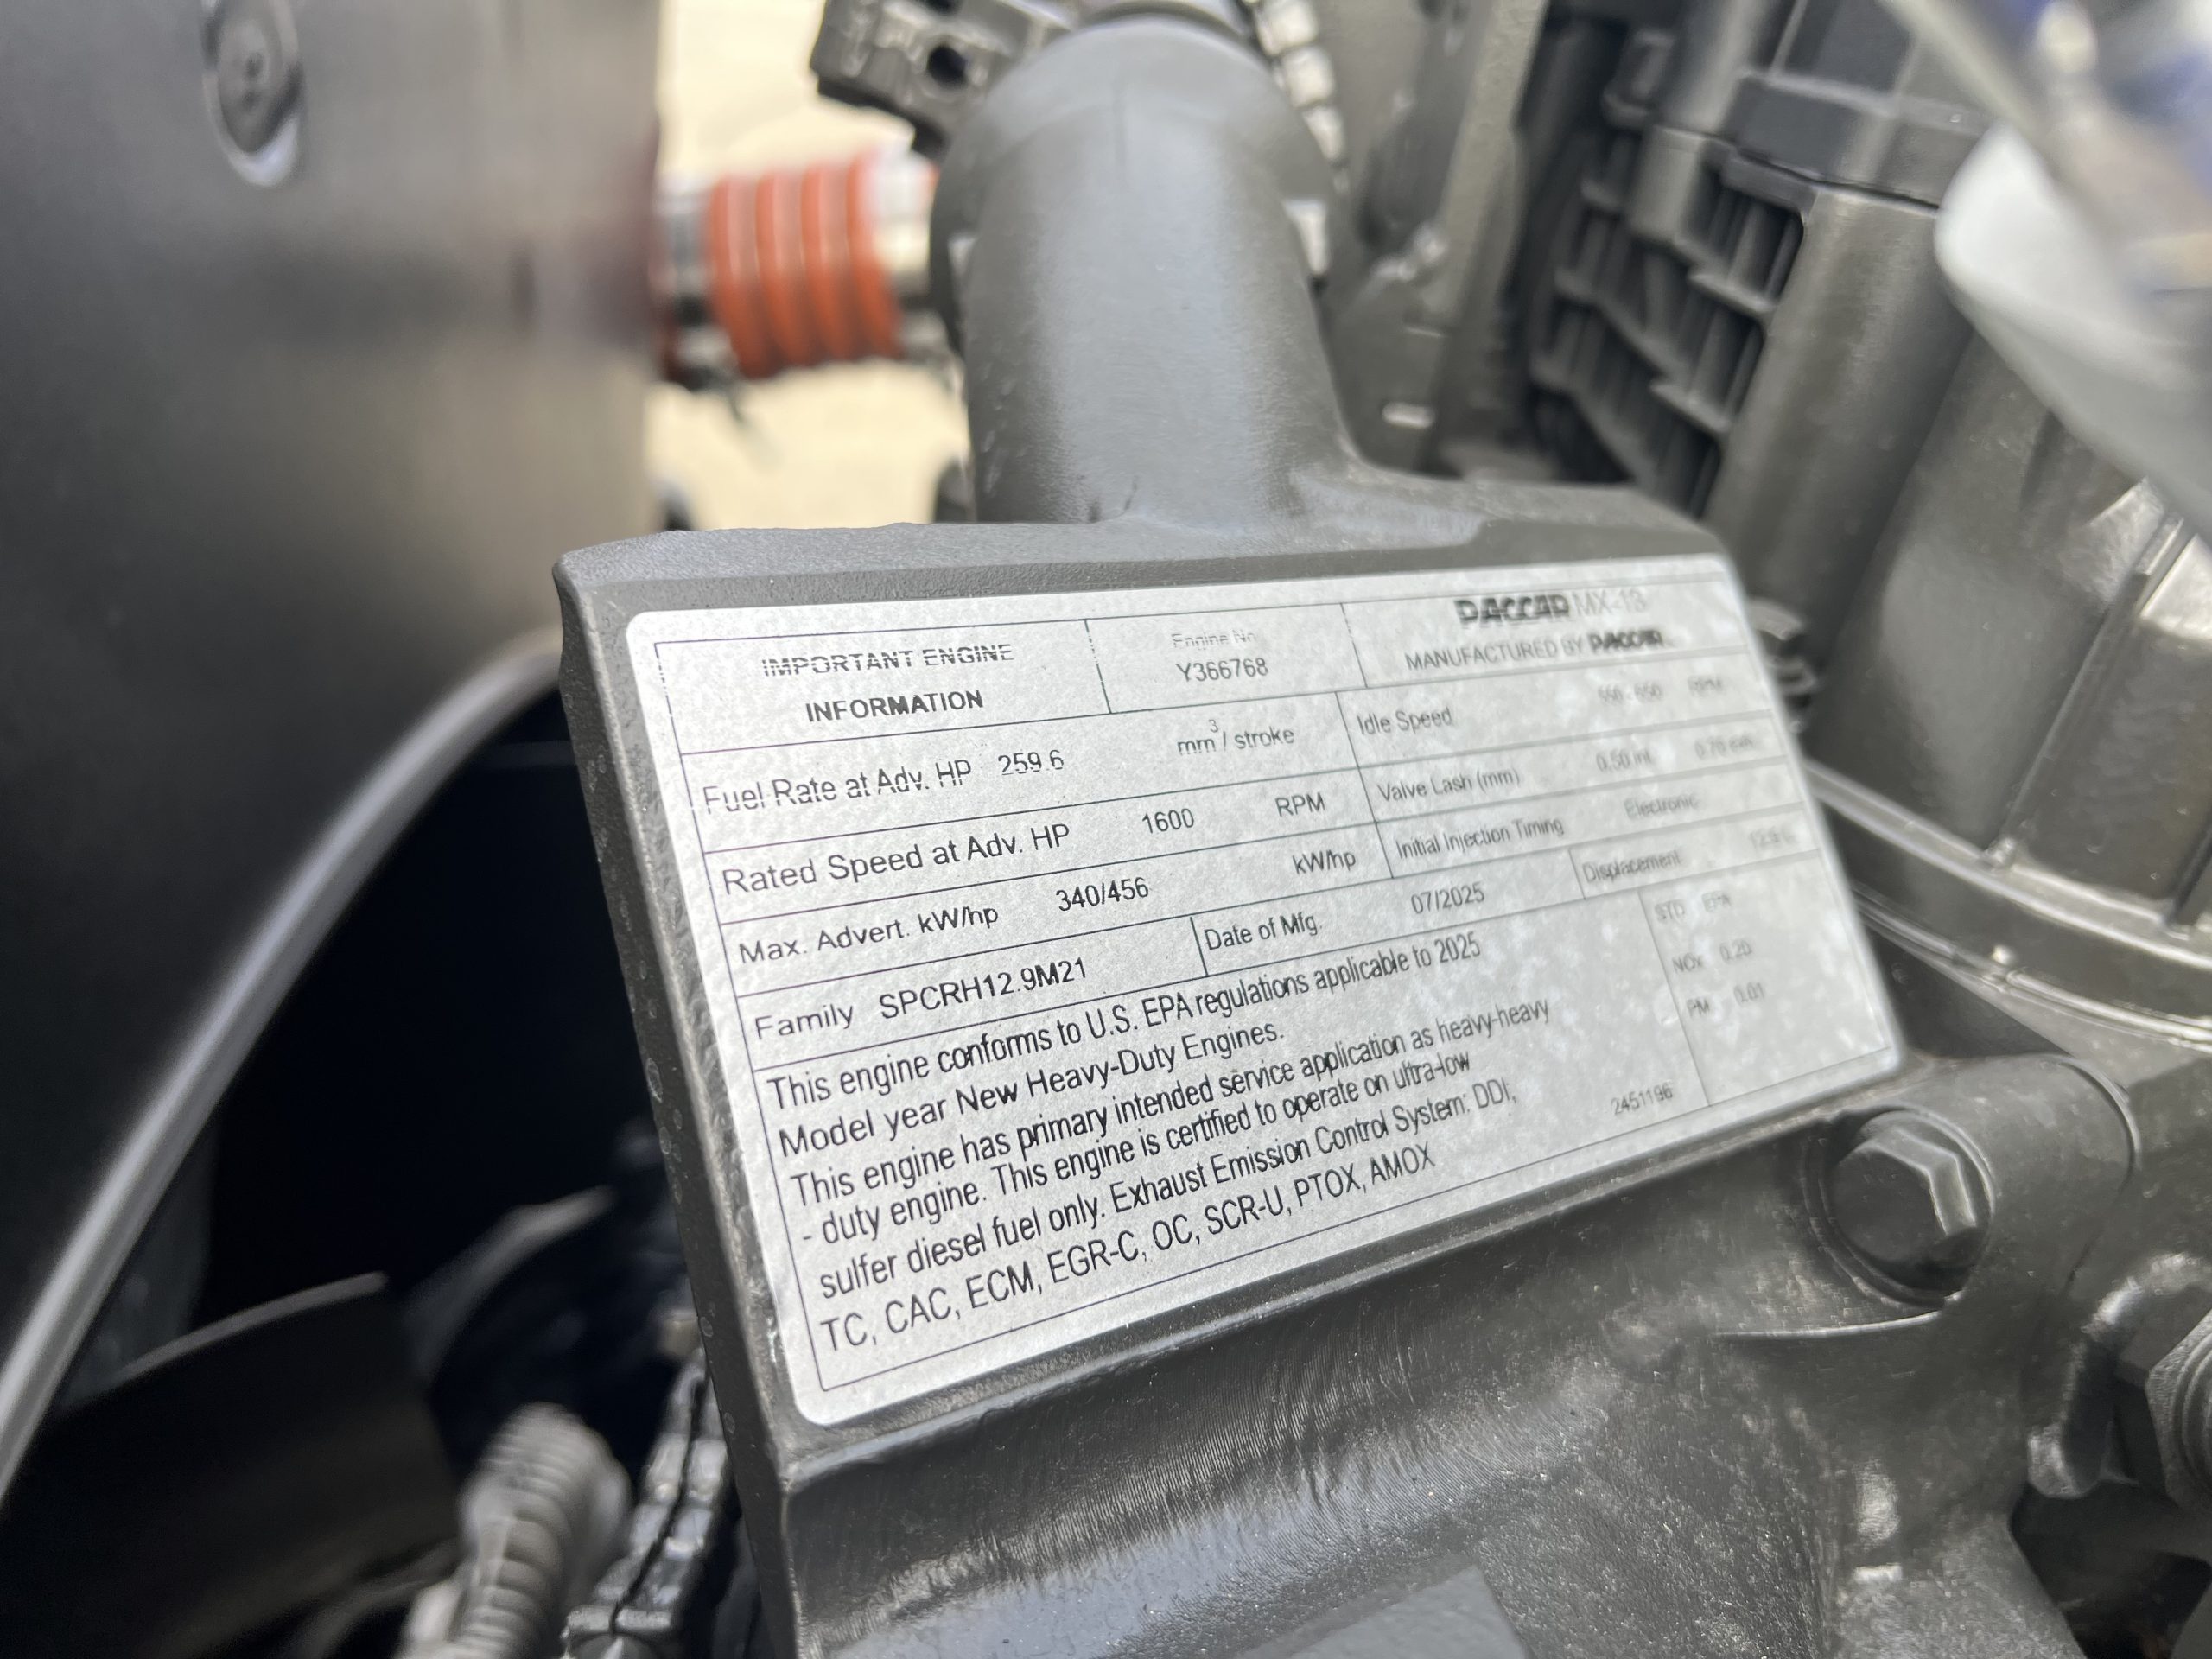 IMPORTANT ENGINE
INFORMATION
Engine No.
Y366768
PACCAR MX-13
MANUFACTURED BY PACCAR
Fuel Rate at Adv. HP 259.6 mm3 / stroke
Idle Speed RPM
Rated Speed at Adv. HP 1600 RPM
Valve Lash (mm) 0.50 int. 0.70 exh.
Max. Advert. kW/hp 340/456 kW/hp
Initial Injection Timing Electronic
Family SPCRH12.9M21
Date of Mfg. 07/2025
Displacement
This engine conforms to U.S. EPA regulations applicable to 2025
Model year New Heavy-Duty Engines.
This engine has primary intended service application as heavy-heavy
- duty engine. This engine is certified to operate on ultra-low
sulfer diesel fuel only. Exhaust Emission Control System: DDI,
TC, CAC, ECM, EGR-C, OC, SCR-U, PTOX, AMOX
STD EPA
NOx 0.20
PM 0.01
2451196